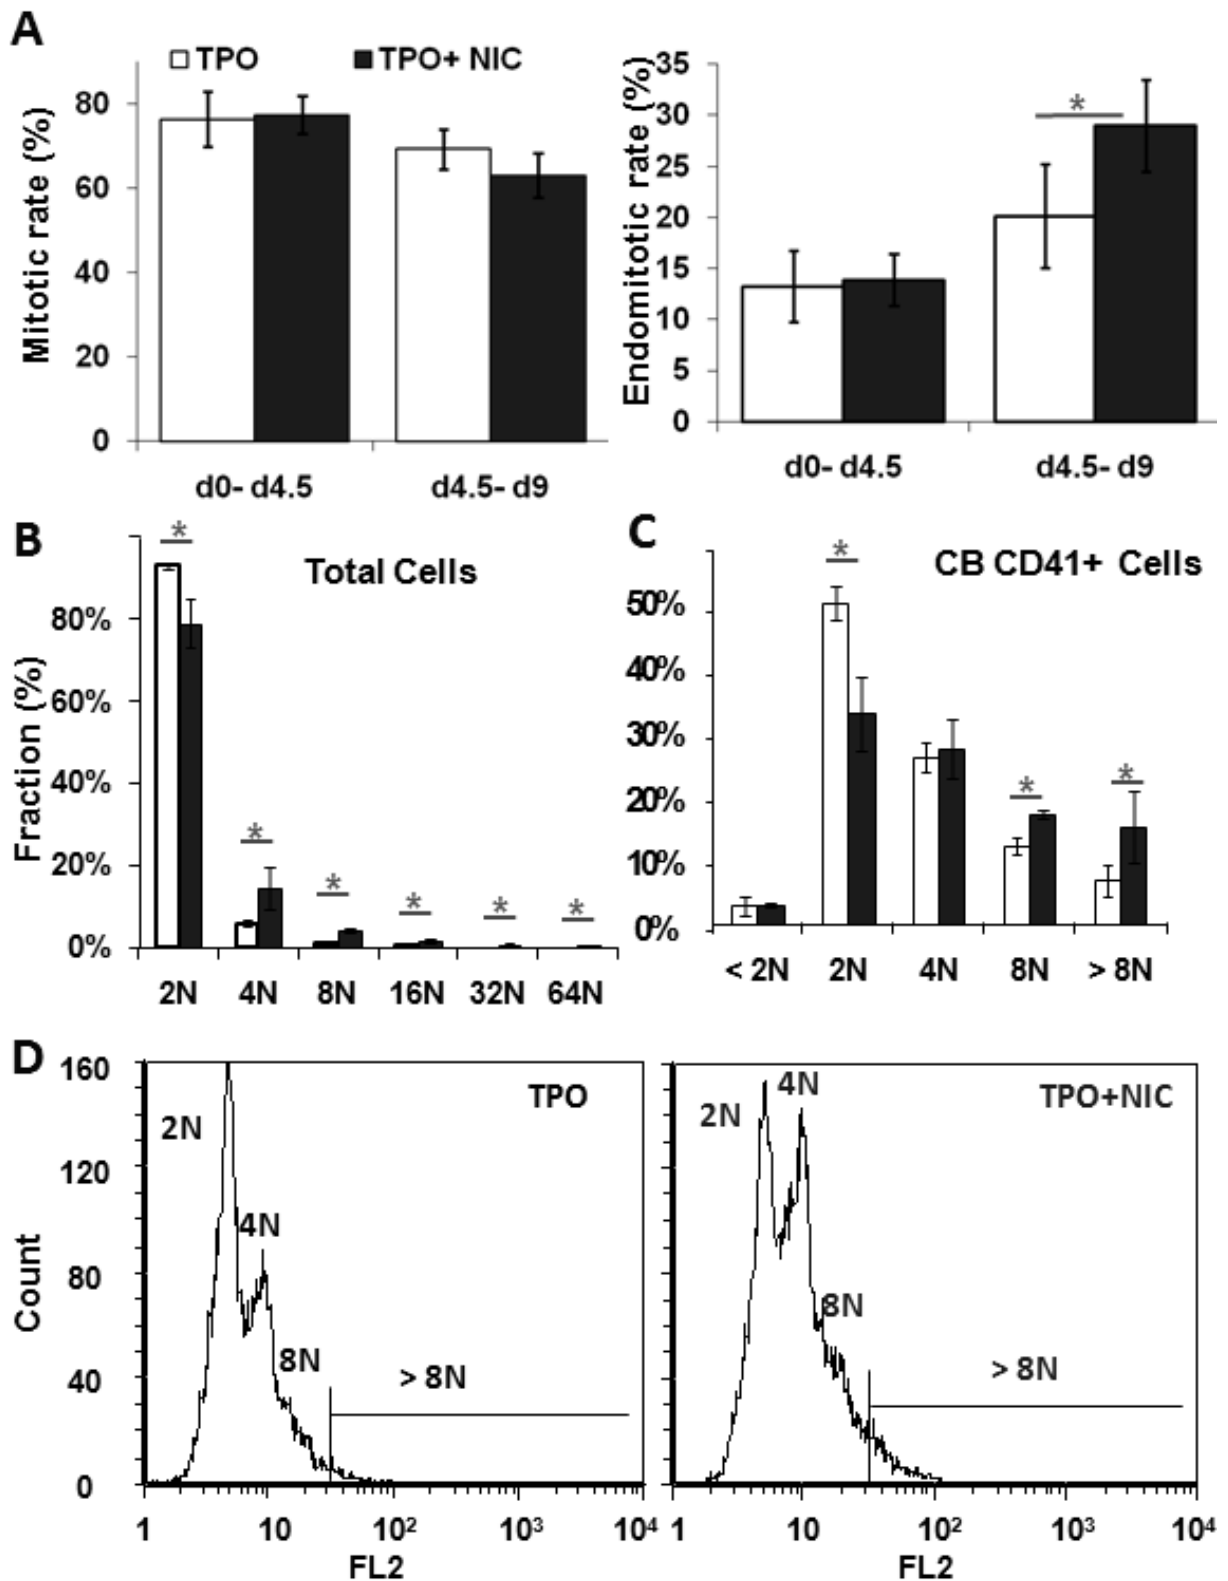 A
TPO
TPO+ NIC
Mitotic rate (%)
80
60
40
20
0
d0- d4.5
d4.5- d9
Endomitotic rate (%)
35
30
25
20
15
10
5
0
*
d0- d4.5
d4.5- d9
B
Total Cells
Fraction (%)
80%
60%
40%
20%
0%
*
*
*
*
*
*
2N
4N
8N
16N
32N
64N
C
CB CD41+ Cells
50%
40%
30%
20%
10%
0%
*
*
*
< 2N
2N
4N
8N
> 8N
D
Count
160
120
80
40
0
TPO
2N
4N
8N
> 8N
1
10
10²
10³
10⁴
FL2
TPO+NIC
2N
4N
8N
> 8N
1
10
10²
10³
10⁴
FL2